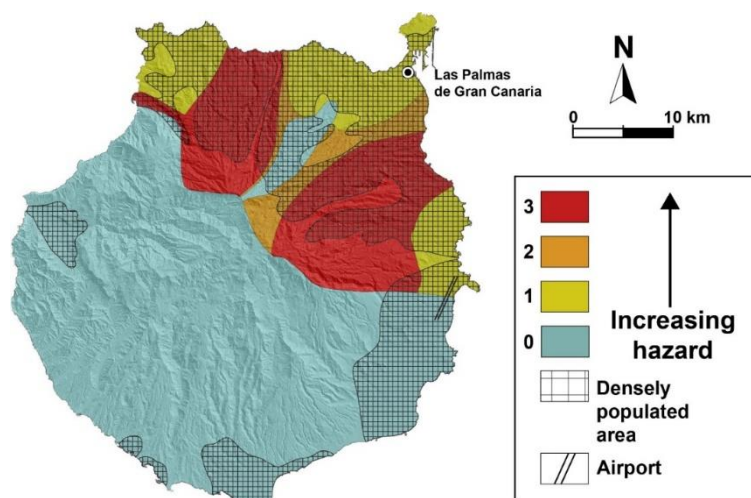 Las Palmas
de Gran Canaria
N
0 10 km
3
2
1
0
Increasing
hazard
Densely
populated
area
Airport